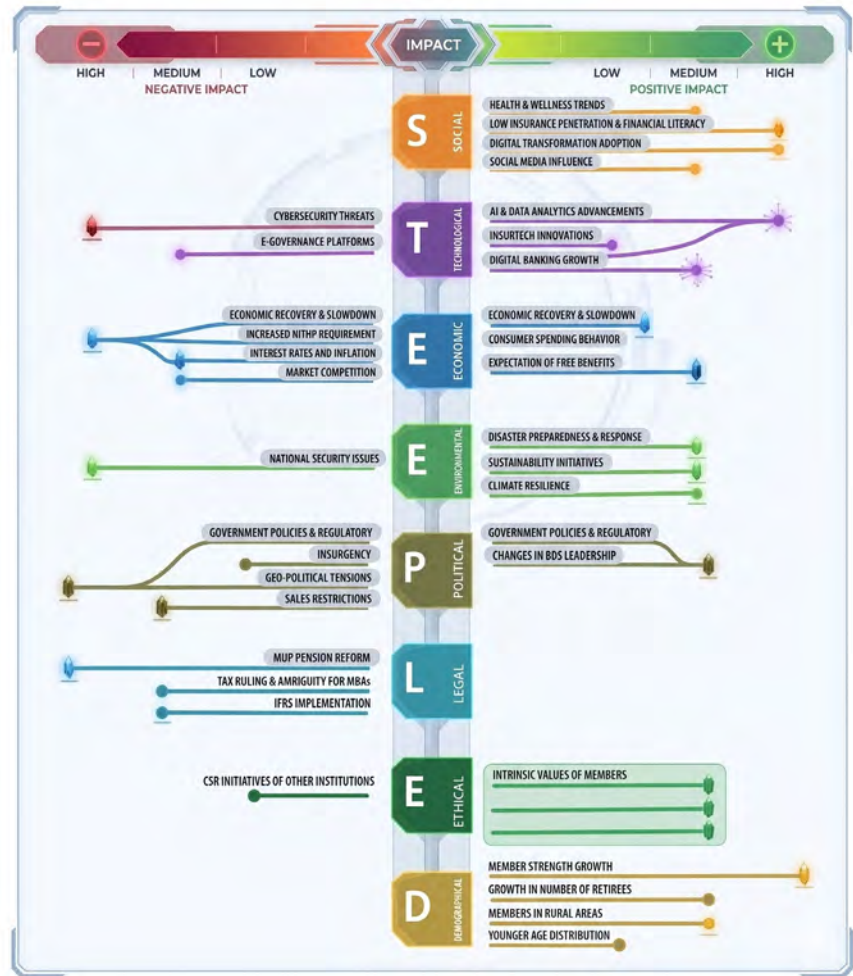 IMPACT
HIGH | MEDIUM | LOW
NEGATIVE IMPACT
LOW | MEDIUM | HIGH
POSITIVE IMPACT
S
SOCIAL
HEALTH & WELLNESS TRENDS
LOW INSURANCE PENETRATION & FINANCIAL LITERACY
DIGITAL TRANSFORMATION ADOPTION
SOCIAL MEDIA INFLUENCE
CYBERSECURITY THREATS
E-GOVERNANCE PLATFORMS
T
TECHNOLOGICAL
AI & DATA ANALYTICS ADVANCEMENTS
INSURTECH INNOVATIONS
DIGITAL BANKING GROWTH
ECONOMIC RECOVERY & SLOWDOWN
INCREASED NITHP REQUIREMENT
INTEREST RATES AND INFLATION
MARKET COMPETITION
E
ECONOMIC
ECONOMIC RECOVERY & SLOWDOWN
CONSUMER SPENDING BEHAVIOR
EXPECTATION OF FREE BENEFITS
NATIONAL SECURITY ISSUES
E
ENVIRONMENTAL
DISASTER PREPAREDNESS & RESPONSE
SUSTAINABILITY INITIATIVES
CLIMATE RESILIENCE
GOVERNMENT POLICIES & REGULATORY
INSURGENCY
GEO-POLITICAL TENSIONS
SALES RESTRICTIONS
P
POLITICAL
GOVERNMENT POLICIES & REGULATORY
CHANGES IN BDS LEADERSHIP
MUP PENSION REFORM
TAX RULING & AMRIGUITY FOR MBAs
IFRS IMPLEMENTATION
L
LEGAL
CSR INITIATIVES OF OTHER INSTITUTIONS
E
ETHICAL
INTRINSIC VALUES OF MEMBERS
D
DEMOGRAPHICAL
MEMBER STRENGTH GROWTH
GROWTH IN NUMBER OF RETIREES
MEMBERS IN RURAL AREAS
YOUNGER AGE DISTRIBUTION